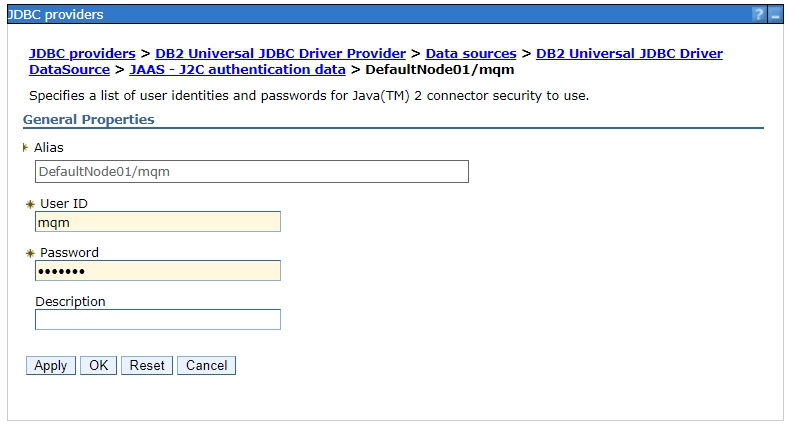 JDBC providers ? –
JDBC providers > DB2 Universal JDBC Driver Provider > Data sources > DB2 Universal JDBC Driver
DataSource > JAAS - J2C authentication data > DefaultNode01/mqm
Specifies a list of user identities and passwords for Java(TM) 2 connector security to use.
General Properties
Alias
DefaultNode01/mqm
User ID
mqm
Password
•••••••
Description
Apply OK Reset Cancel